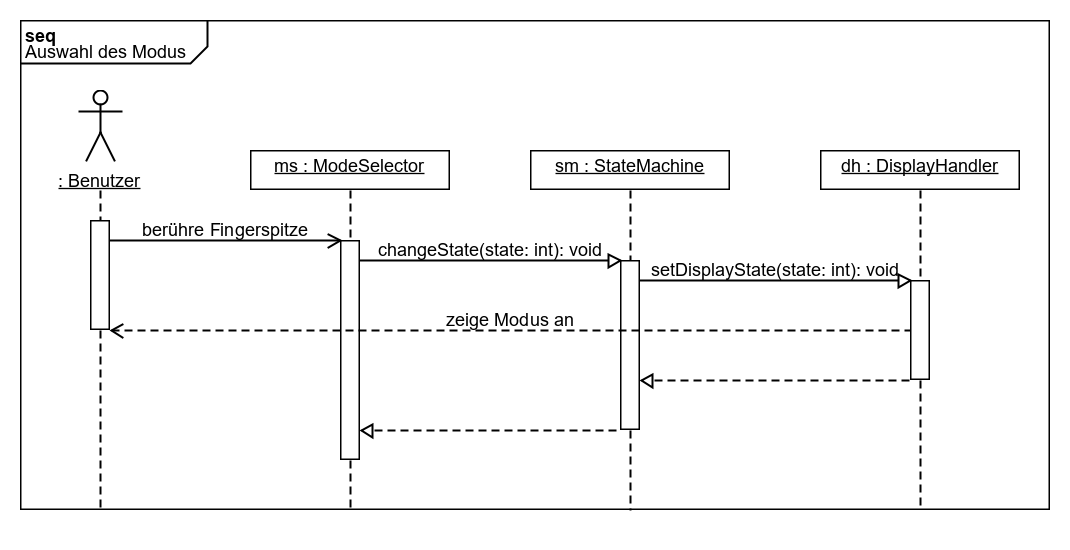 seq
Auswahl des Modus
: Benutzer
ms : ModeSelector
sm : StateMachine
dh : DisplayHandler
berühre Fingerspitze
changeState(state: int): void
setDisplayState(state: int): void
zeige Modus an